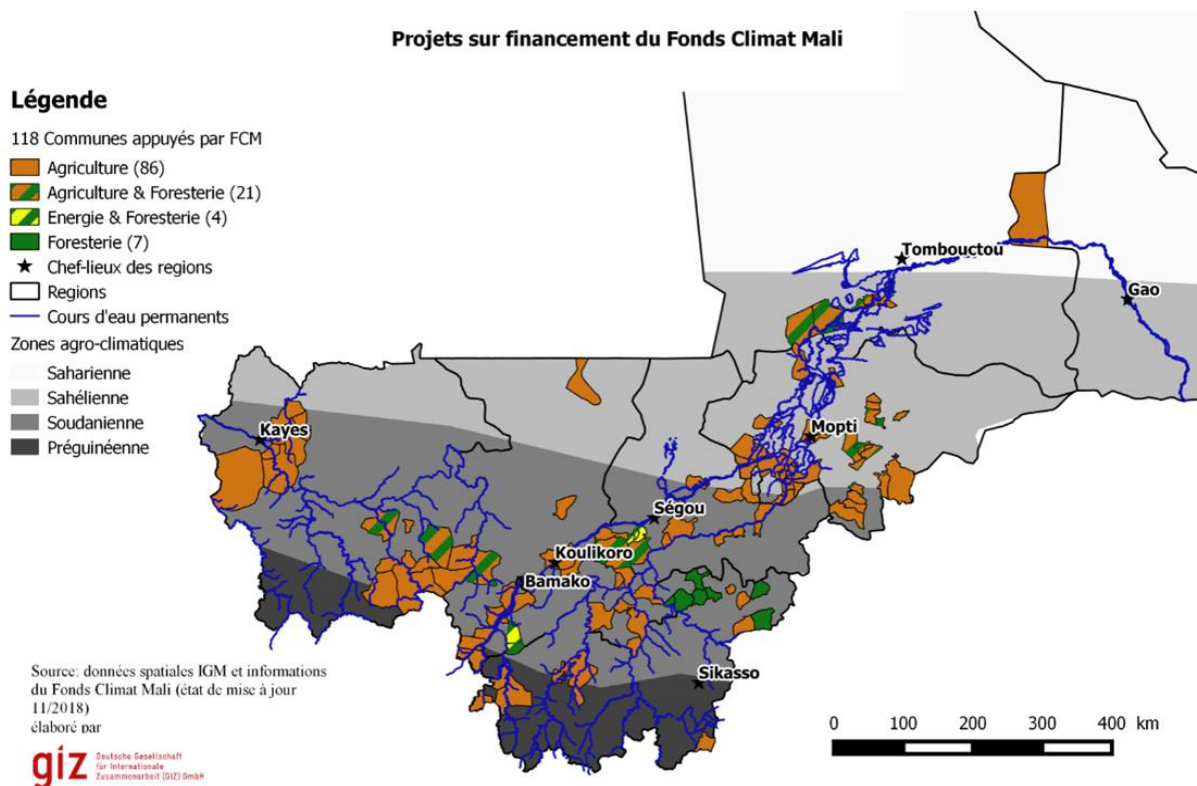 Projets sur financement du Fonds Climat Mali
Légende
118 Communes appuyés par FCM
Agriculture (86)
Agriculture & Foresterie (21)
Energie & Foresterie (4)
Foresterie (7)
Chef-lieux des regions
Regions
Cours d'eau permanents
Zones agro-climatiques
Saharienne
Sahélienne
Soudanienne
Préguinéenne
Tombouctou
Gao
Kayes
Mopti
Ségou
Koulikoro
Bamako
Sikasso
Source: données spatiales IGM et informations
du Fonds Climat Mali (état de mise à jour
11/2018)
élaboré par
giz
Deutsche Gesellschaft
für Internationale
Zusammenarbeit (GIZ) GmbH
0 100 200 300 400 km